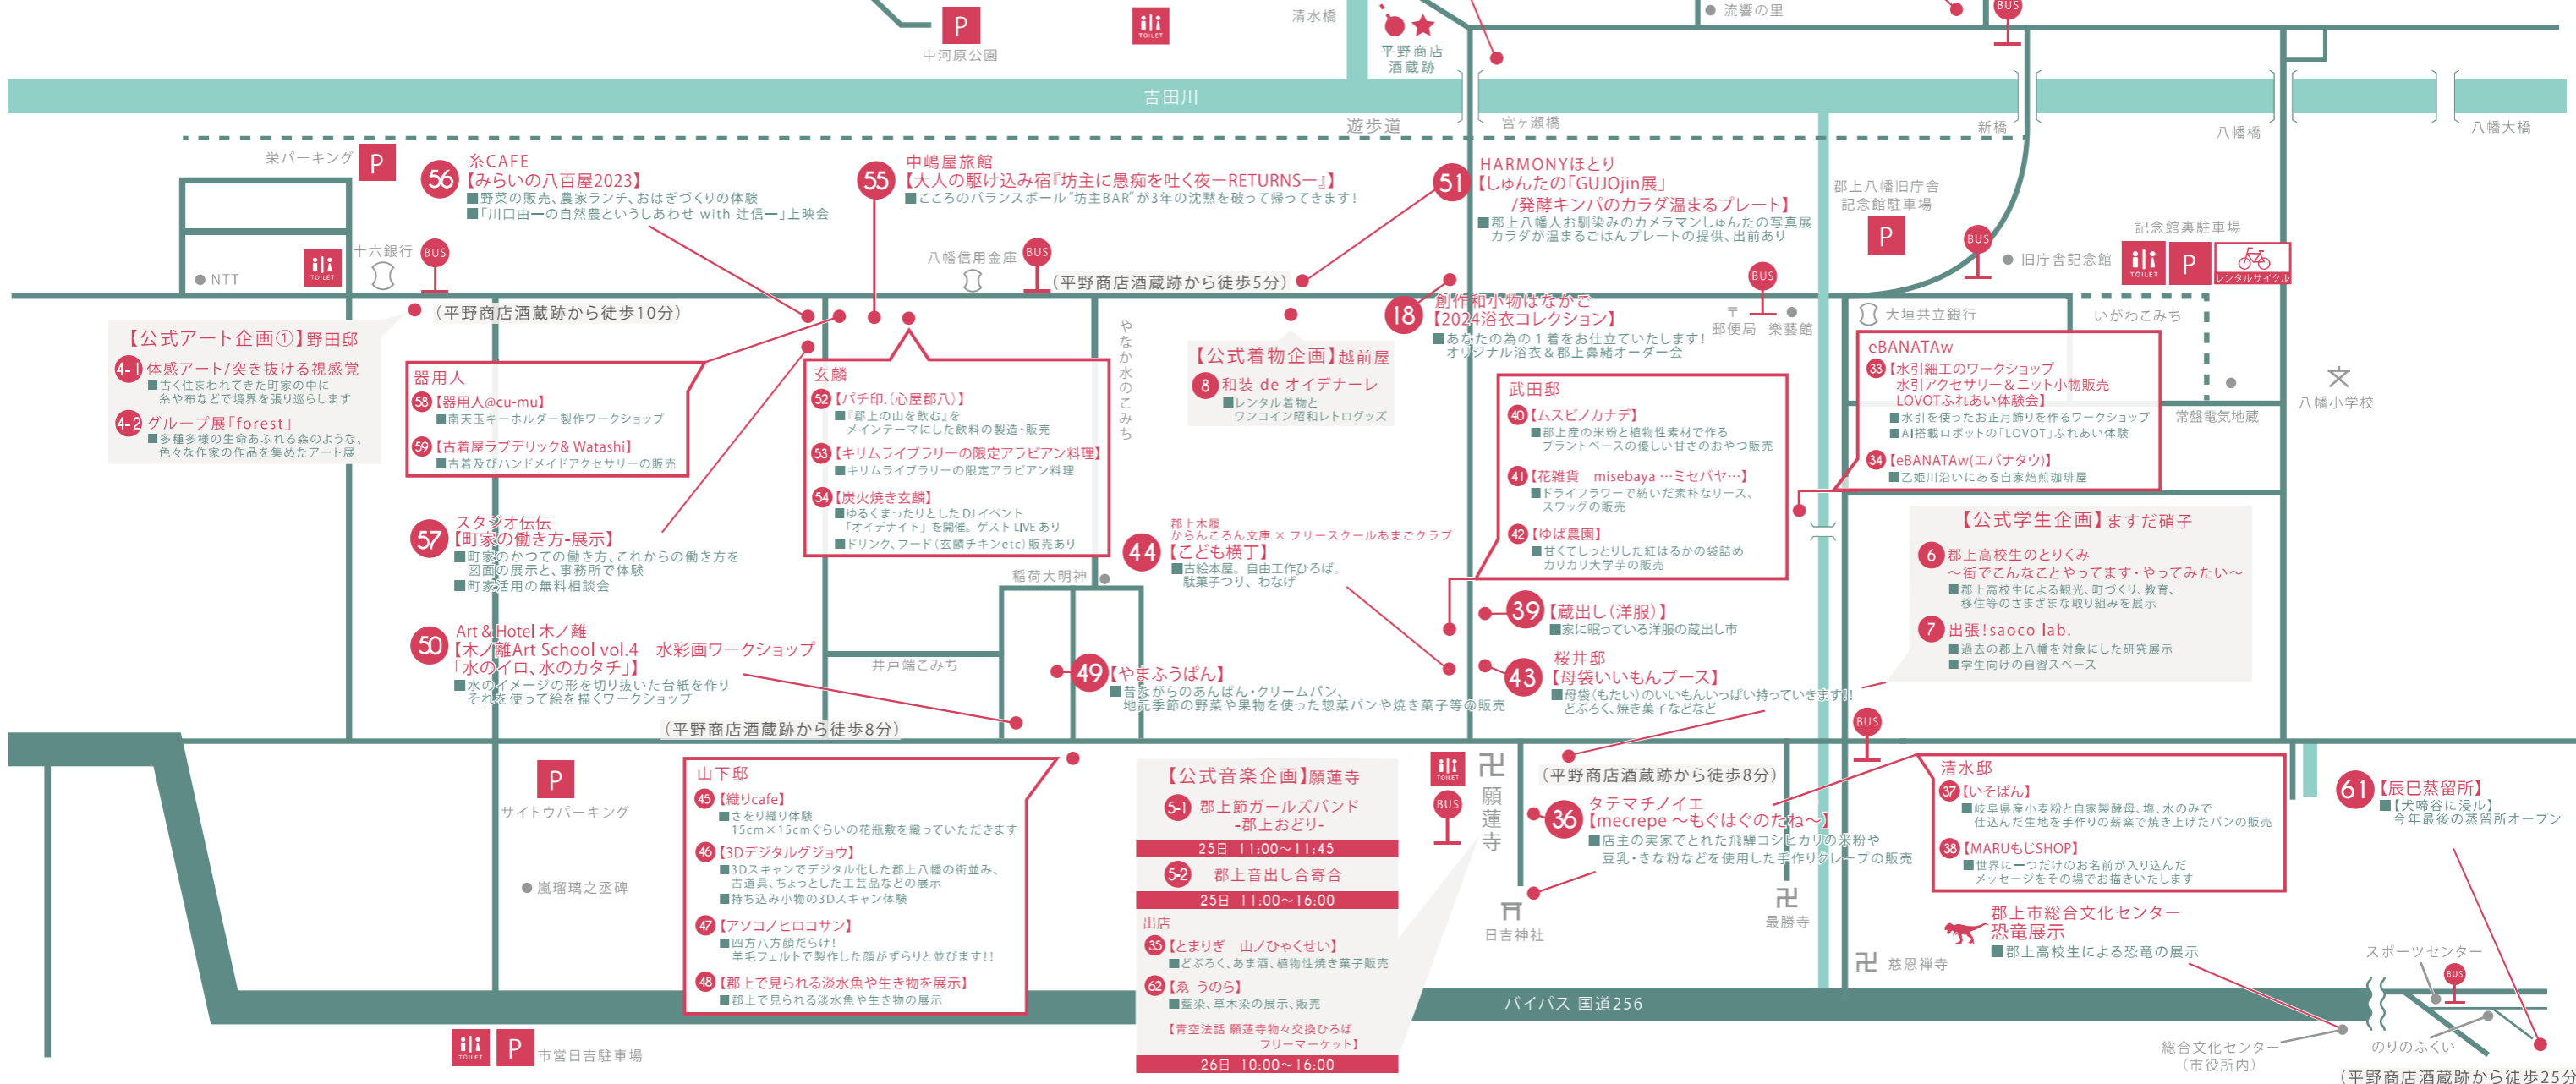 P
中河原公園
TOILET
清水橋
平野商店
酒蔵跡
流響の里
BUS
吉田川
遊歩道
宮ヶ瀬橋
新橋
八幡橋
八幡大橋
栄パーキング
P
56
糸CAFE
【みらいの八百屋2023】
■野菜の販売、農家ランチ、おはぎづくりの体験
■「川口由一の自然農というしあわせ with 辻信一」上映会
55
中嶋屋旅館
【大人の駆け込み宿『坊主に愚痴を吐く夜ーRETURNSー』】
■こころのバランスボール"坊主BAR"が3年の沈黙を破って帰ってきます!
51
HARMONYほとり
【しゅんたの「GUJOjin展」
/発酵キンパのカラダ温まるプレート】
■郡上八幡人お馴染みのカメラマンしゅんたの写真展
カラダが温まるごはんプレートの提供、出前あり
郡上八幡旧庁舎
記念館駐車場
P
BUS
旧庁舎記念館
記念館裏駐車場
TOILET
P
レンタルサイクル
NTT
TOILET
十六銀行
BUS
八幡信用金庫
BUS
(平野商店酒蔵跡から徒歩5分)
(平野商店酒蔵跡から徒歩10分)
18
創作和小物はなかご
【2024浴衣コレクション】
■あなたの為の1着をお仕立ていたします!
オリジナル浴衣&郡上鼻緒オーダー会
BUS
〒
郵便局
樂藝館
大垣共立銀行
いがわこみち
常盤電気地蔵
文
八幡小学校
【公式アート企画①】野田邸
4-1 体感アート/突き抜ける視感覚
■古く住まわれてきた町家の中に
糸や布などで境界を張り巡らします
4-2 グループ展「forest」
■多種多様の生命あふれる森のような、
色々な作家の作品を集めたアート展
器用人
58【器用人@cu-mu】
■南天玉キーホルダー製作ワークショップ
59【古着屋ラブデリック& Watashi】
■古着及びハンドメイドアクセサリーの販売
玄麟
52【パチ印.(心屋郡八)】
■『郡上の山を飲む』を
メインテーマにした飲料の製造・販売
53【キリムライブラリーの限定アラビアン料理】
■キリムライブラリーの限定アラビアン料理
54【炭火焼き玄麟】
■ゆるくまったりとした DJ イベント
「オイデナイト」を開催。ゲスト LIVE あり
■ドリンク、フード(玄麟チキンetc)販売あり
やなか水のこみち
【公式着物企画】越前屋
8 和装 de オイデナーレ
■レンタル着物と
ワンコイン昭和レトログッズ
武田邸
40【ムスビノカナデ】
■郡上産の米粉と植物性素材で作る
プラントベースの優しい甘さのおやつ販売
41【花雑貨 misebaya …ミセバヤ…】
■ドライフラワーで紡いだ素朴なリース、
スワッグの販売
42【ゆば農園】
■甘くてしっとりした紅はるかの袋詰め
カリカリ大学芋の販売
eBANATAw
33【水引細工のワークショップ
水引アクセサリー&ニット小物販売
LOVOTふれあい体験会】
■水引を使ったお正月飾りを作るワークショップ
■AI搭載ロボットの「LOVOT」ふれあい体験
34【eBANATAw(エバナタウ)】
■乙姫川沿いにある自家焙煎珈琲屋
57
スタジオ伝伝
【町家の働き方-展示】
■町家のかつての働き方、これからの働き方を
図面の展示と、事務所で体験
■町家活用の無料相談会
稲荷大明神
44
郡上木履
からんころん文庫 × フリースクールあまごクラブ
【こども横丁】
■古絵本屋。自由工作ひろば。
駄菓子つり、わなげ
39【蔵出し(洋服)】
■家に眠っている洋服の蔵出し市
43
桜井邸
【母袋いいもんブース】
■母袋(もたい)のいいもんいっぱい持っていきます!!
どぶろく、焼き菓子などなど
【公式学生企画】ますだ硝子
6 郡上高校生のとりくみ
~街でこんなことやってます・やってみたい~
■郡上高校生による観光、町づくり、教育、
移住等のさまざまな取り組みを展示
7 出張!saoco lab.
■過去の郡上八幡を対象にした研究展示
■学生向けの自習スペース
50
Art & Hotel 木ノ離
【木ノ離Art School vol.4 水彩画ワークショップ
「水のイロ、水のカタチ」】
■水のイメージの形を切り抜いた台紙を作り
それを使って絵を描くワークショップ
井戸端こみち
49【やまふうぱん】
■昔ながらのあんぱん・クリームパン、
地元季節の野菜や果物を使った惣菜パンや焼き菓子等の販売
(平野商店酒蔵跡から徒歩8分)
P
サイトウパーキング
嵐瑠璃之丞碑
山下邸
45【織りcafe】
■さをり織り体験
15cm×15cmぐらいの花瓶敷を織っていただきます
46【3Dデジタルグジョウ】
■3Dスキャンでデジタル化した郡上八幡の街並み、
古道具、ちょっとした工芸品などの展示
■持ち込み小物の3Dスキャン体験
47【アソコノヒロコサン】
■四方八方顔だらけ!
羊毛フェルトで製作した顔がずらりと並びます!!
48【郡上で見られる淡水魚や生き物を展示】
■郡上で見られる淡水魚や生き物の展示
【公式音楽企画】願蓮寺
5-1 郡上節ガールズバンド
-郡上おどり-
25日 11:00~11:45
5-2 郡上音出し合寄合
25日 11:00~16:00
出店
35【とまりぎ 山ノひゃくせい】
■どぶろく、あま酒、植物性焼き菓子販売
62【ゑ うのら】
■藍染、草木染の展示、販売
【青空法話 願蓮寺物々交換ひろば
フリーマーケット】
26日 10:00~16:00
TOILET
BUS
卍
願蓮寺
(平野商店酒蔵跡から徒歩8分)
36
タテマチノイエ
【mecrepe ~もぐはぐのたね~】
■店主の実家でとれた飛騨コシヒカリの米粉や
豆乳・きな粉などを使用した手作りクレープの販売
日吉神社
卍
最勝寺
BUS
清水邸
37【いそぱん】
■岐阜県産小麦粉と自家製酵母、塩、水のみで
仕込んだ生地を手作りの薪窯で焼き上げたパンの販売
38【MARUもじSHOP】
■世界に一つだけのお名前が入り込んだ
メッセージをその場でお描きいたします
61【辰巳蒸留所】
■【犬啼谷に浸ル】
今年最後の蒸留所オープン
郡上市総合文化センター
恐竜展示
■郡上高校生による恐竜の展示
卍 慈恩禅寺
スポーツセンター
BUS
バイパス 国道256
TOILET
P
市営日吉駐車場
総合文化センター
(市役所内)
のりのふくい
(平野商店酒蔵跡から徒歩25分